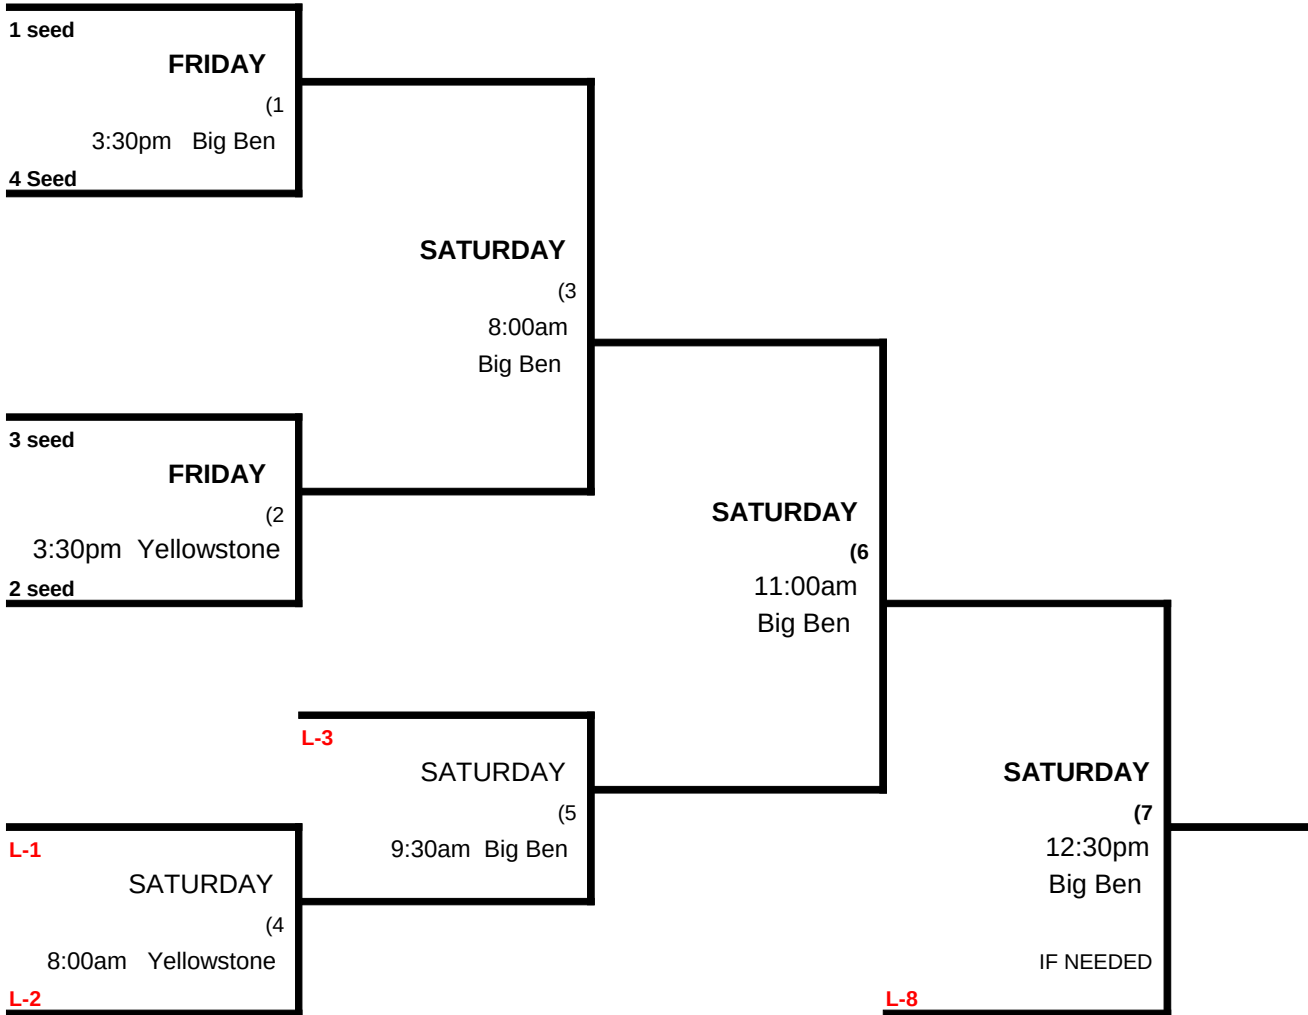 1 seed
FRIDAY
(1
3:30pm Big Ben
4 Seed
SATURDAY
(3
8:00am
Big Ben
3 seed
FRIDAY
(2
3:30pm Yellowstone
2 seed
SATURDAY
(6
11:00am
Big Ben
L-3
SATURDAY
(5
9:30am Big Ben
L-1
SATURDAY
(4
8:00am Yellowstone
L-2
SATURDAY
(7
12:30pm
Big Ben
IF NEEDED
L-8